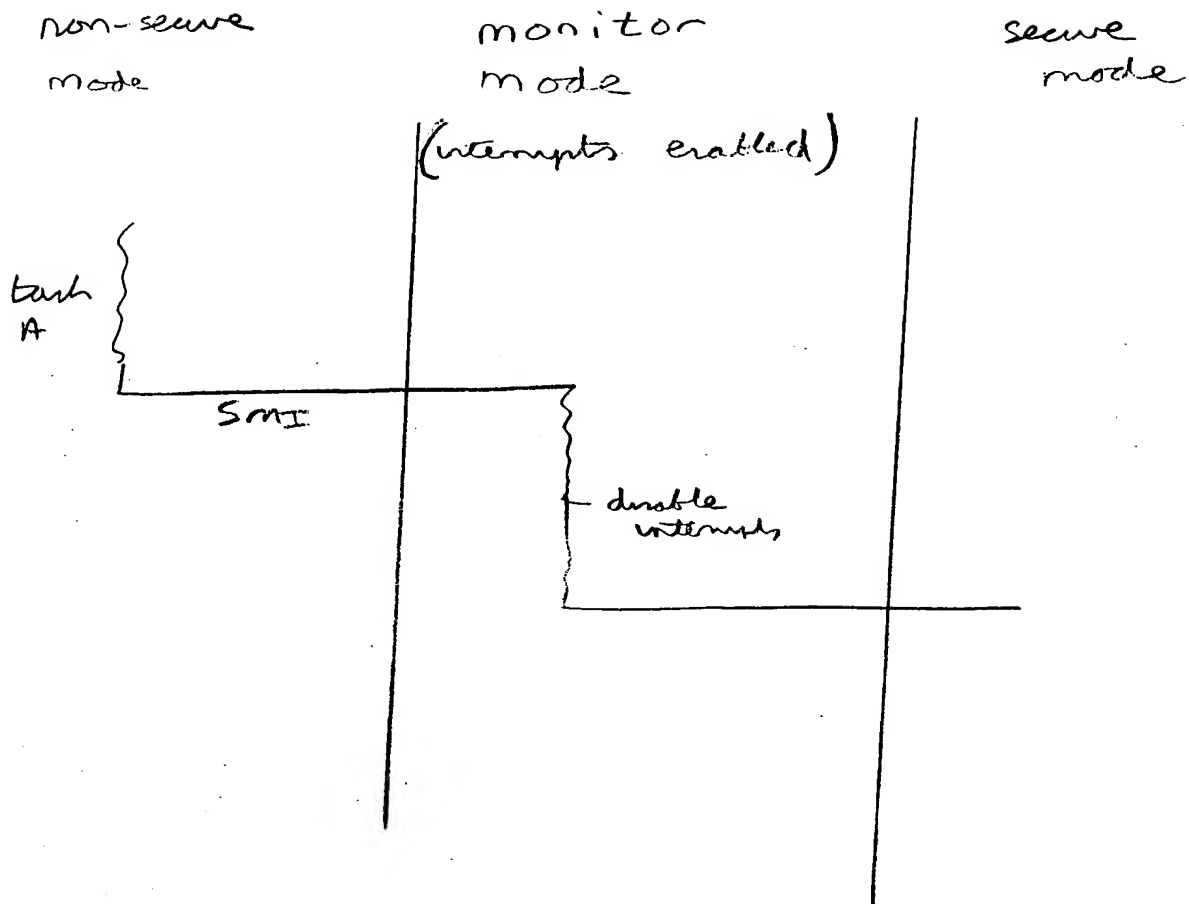 non-secure
mode
monitor
mode
secure
mode
(interrupts enabled)
task
A
SMI
disable
interrupts